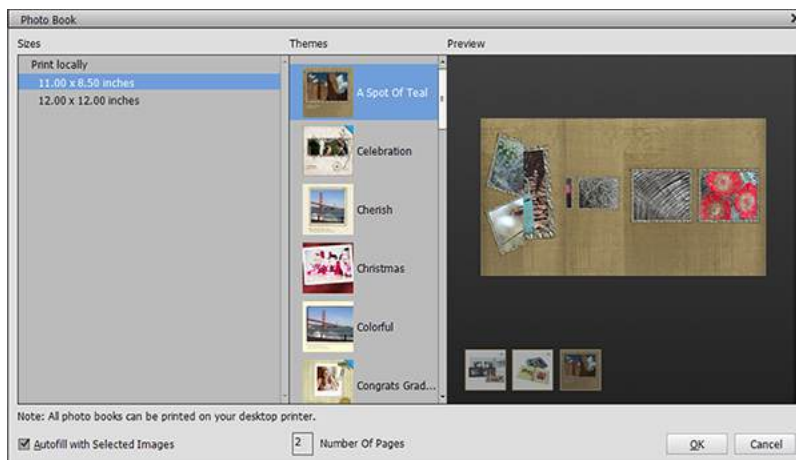 Photo Book
Sizes
Themes
Preview
Print locally
11.00 x 8.50 inches
12.00 x 12.00 inches
A Spot Of Teal
Celebration
Cherish
Christmas
Colorful
Congrats Grad...
Note: All photo books can be printed on your desktop printer.
Autofill with Selected Images
2 Number Of Pages
OK
Cancel